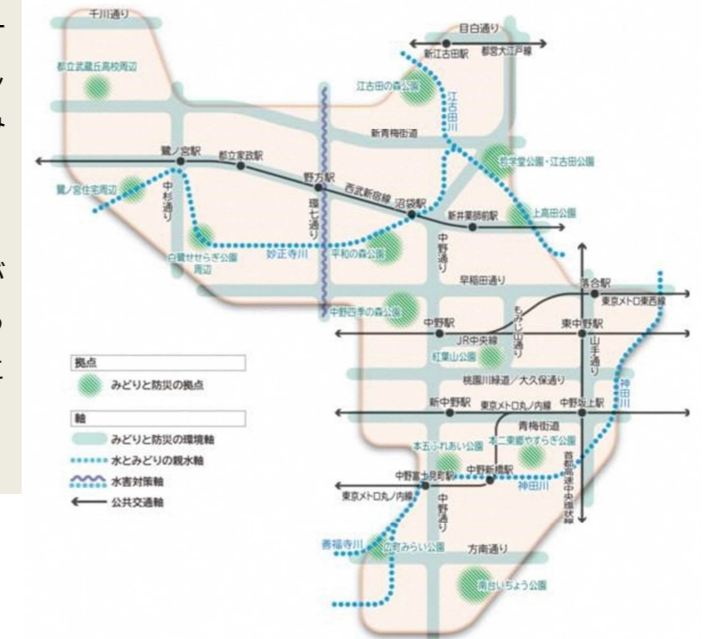 千川通り
目白通り
新江古田駅
都営大江戸線
都立武蔵丘高校周辺
江古田の森公園
江古田川
新青梅街道
鷺ノ宮駅
都立家政駅
哲学堂公園・江古田公園
野方駅
鷺ノ宮住宅周辺
中杉通り
環七通り
西武新宿線
沼袋駅
新井薬師前駅
上高田公園
白鷺せせらぎ公園
周辺
妙正寺川
平和の森公園
中野通り
早稲田通り
落合駅
東京メトロ東西線
中野四季の森公園
中野駅
もみじ山通り
東中野駅
JR中央線
山手通り
紅葉山公園
拠点
みどりと防災の拠点
桃園川緑道/大久保通り
神田川
新中野駅
東京メトロ丸ノ内線
中野坂上駅
軸
青梅街道
みどりと防災の環境軸
本五ふれあい公園
本二東郷やすらぎ公園
水とみどりの親水軸
首都高速中央環状線
水害対策軸
中野富士見町駅
中野新橋駅
神田川
公共交通軸
東京メトロ丸ノ内線
中野通り
善福寺川
広町みらい公園
方南通り
南台いちょう公園